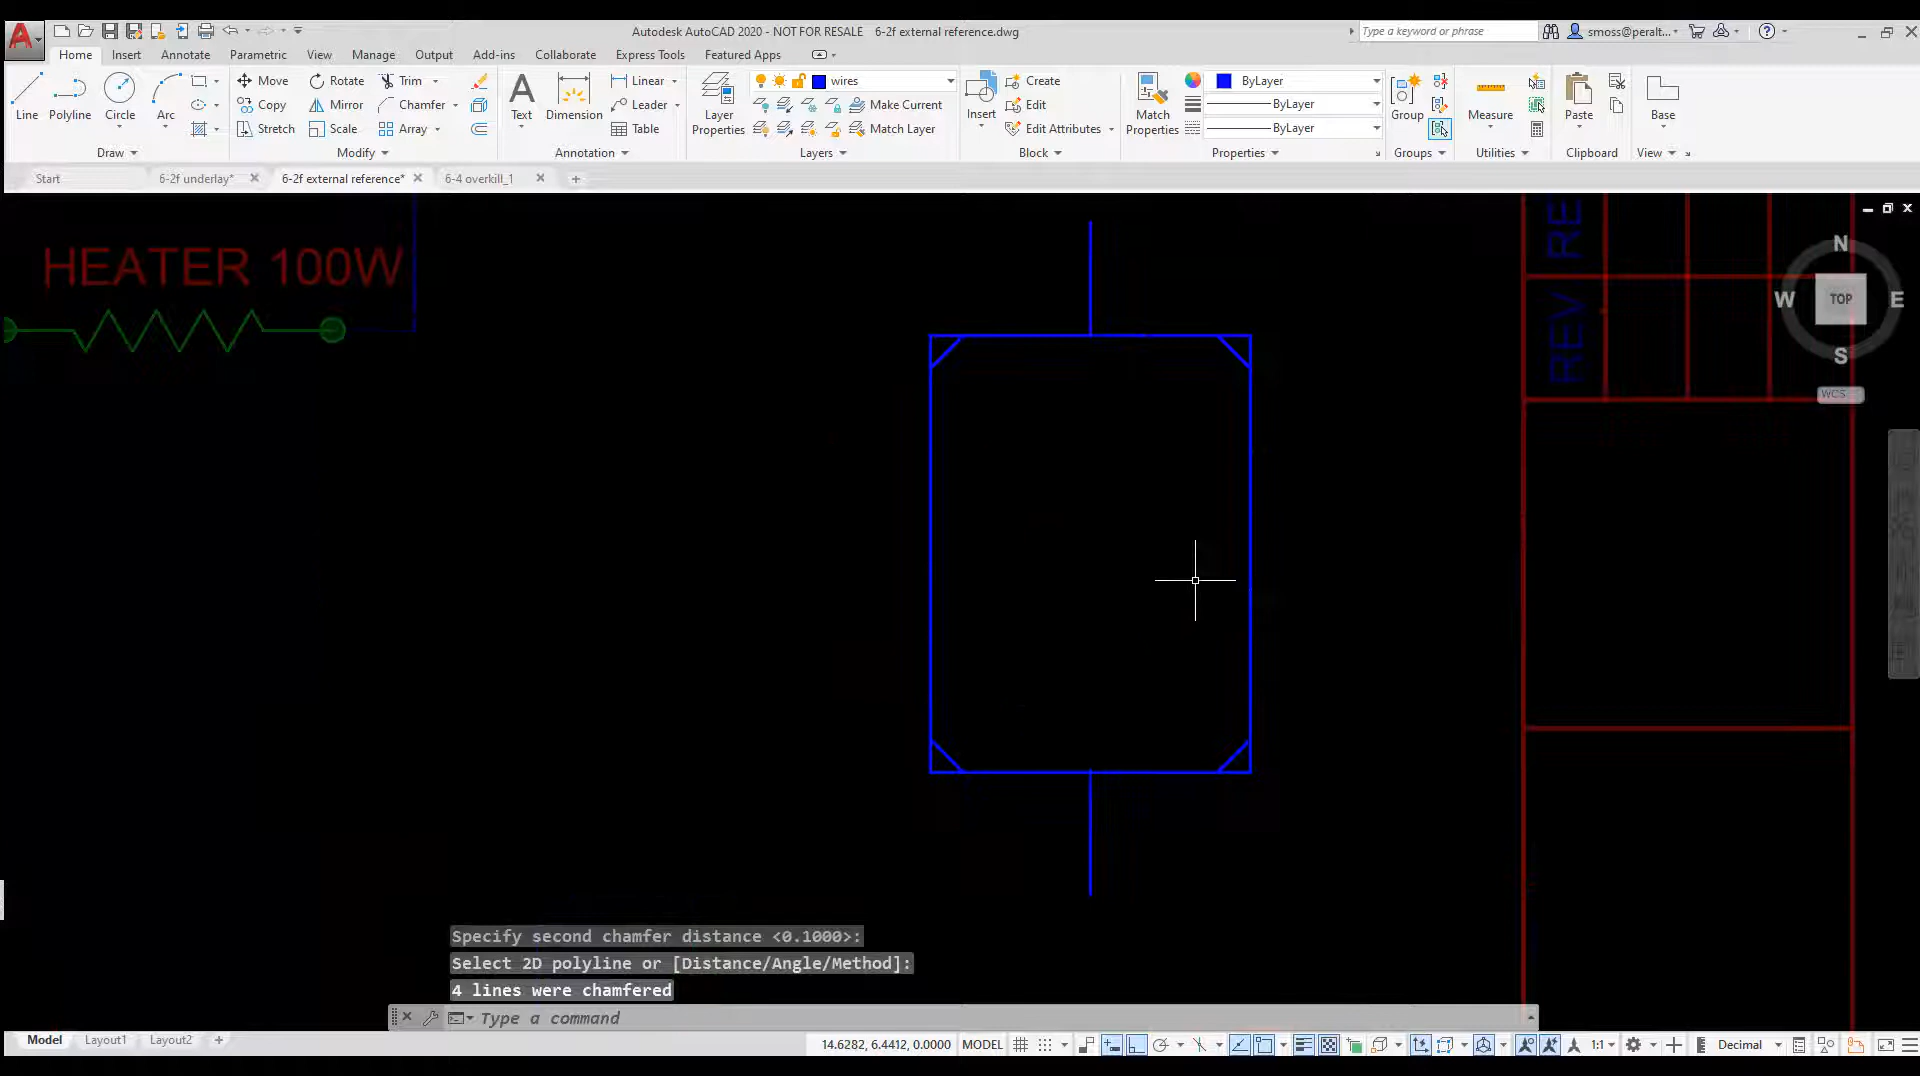 Autodesk AutoCAD 2020 - NOT FOR RESALE 6-2f external reference.dwg
Type a keyword or phrase
smoss@peralt...
Home Insert Annotate Parametric View Manage Output Add-ins Collaborate Express Tools Featured Apps
Line
Polyline
Circle
Arc
Move
Copy
Stretch
Rotate
Mirror
Scale
Trim
Chamfer
Array
Text
Dimension
Linear
Leader
Table
Layer
Properties
wires
Make Current
Match Layer
Insert
Create
Edit
Edit Attributes
Match
Properties
ByLayer
ByLayer
ByLayer
Group
Measure
Paste
Base
Draw Modify Annotation Layers Block Properties Groups Utilities Clipboard View
Start 6-2f underlay* 6-2f external reference* 6-4 overkill_1
HEATER 100W
RE
REV
N
W TOP E
S
WCS
Specify second chamfer distance <0.1000>:
Select 2D polyline or [Distance/Angle/Method]:
4 lines were chamfered
Type a command
Model Layout1 Layout2 +
14.6282, 6.4412, 0.0000 MODEL 1:1 Decimal